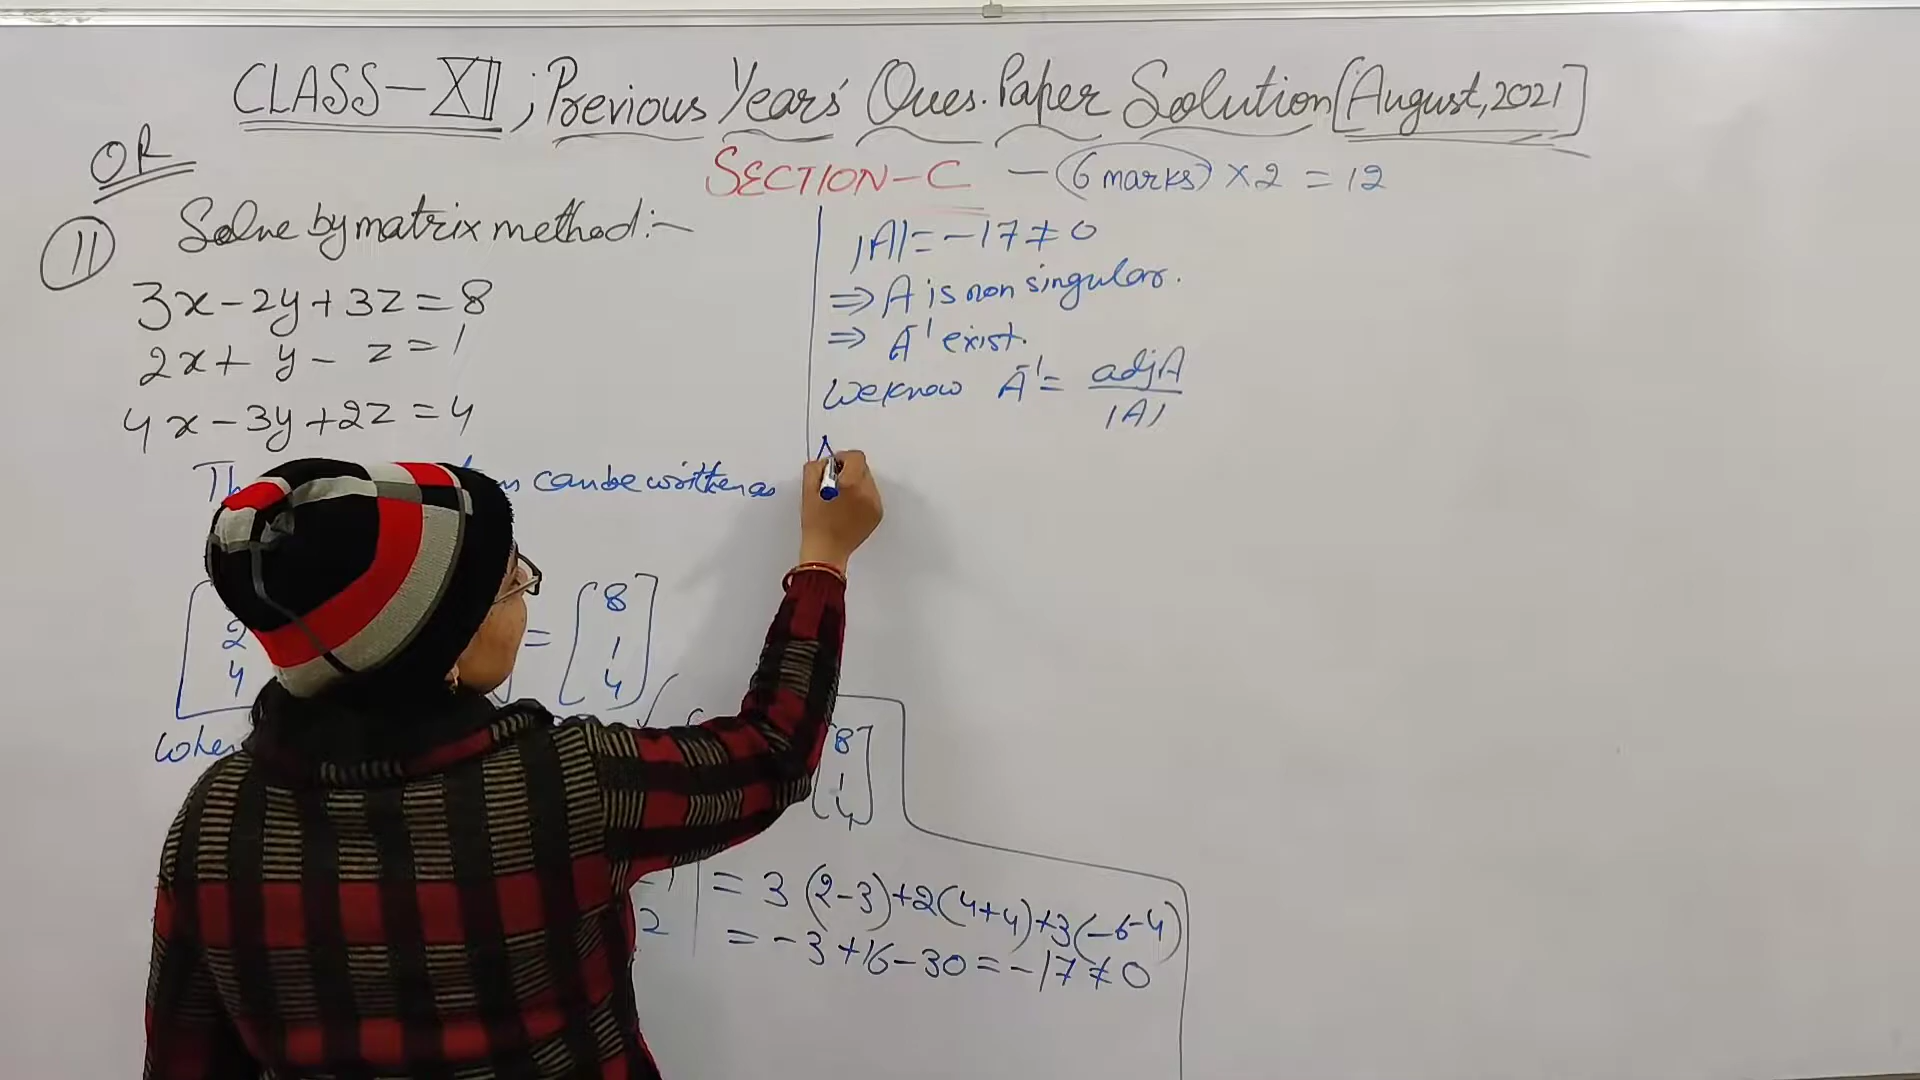 CLASS-XII; Previous Years' Ques. Paper Solution [August, 2021]
OR
SECTION-C - (6 marks) × 2 = 12
11 Solve by matrix method:-
3x-2y+3z=8
2x+ y- z=1
4x-3y+2z=4
can be written as
2
4
= [8
1
4]
8
1
4
-1 | = 3(2-3)+2(4+4)+3(-6-4)
2 | = -3+16-30=-17≠0
|A|=-17≠0
⇒ A is non singular.
⇒ A⁻¹ exist.
We know A⁻¹= adjA
|A|